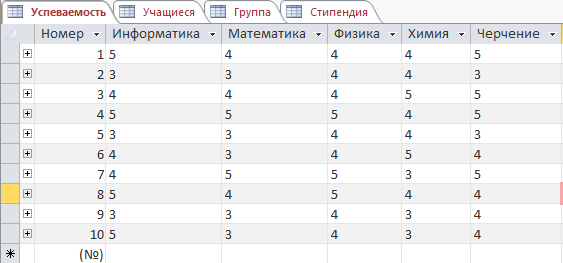 Успеваемость Учащиеся Группа Стипендия
Номер Информатика Математика Физика Химия Черчение
1 5 4 4 4 5
2 3 3 4 4 3
3 4 4 4 5 5
4 5 5 5 4 5
5 3 3 4 4 3
6 4 3 4 5 4
7 4 5 5 3 5
8 5 4 5 4 4
9 3 3 4 3 4
10 5 3 4 3 4
(№)